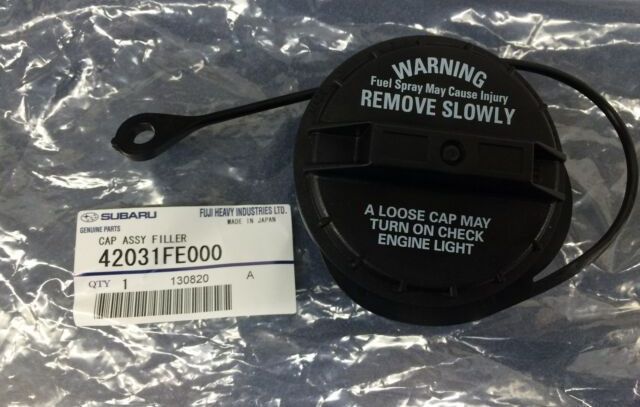 WARNING
Fuel Spray May Cause Injury
REMOVE SLOWLY
A LOOSE CAP MAY
TURN ON CHECK
ENGINE LIGHT
SUBARU FUJI HEAVY INDUSTRIES LTD.
GENUINE PARTS MADE IN JAPAN
CAP ASSY FILLER
42031FE000
QTY 1 130820 A